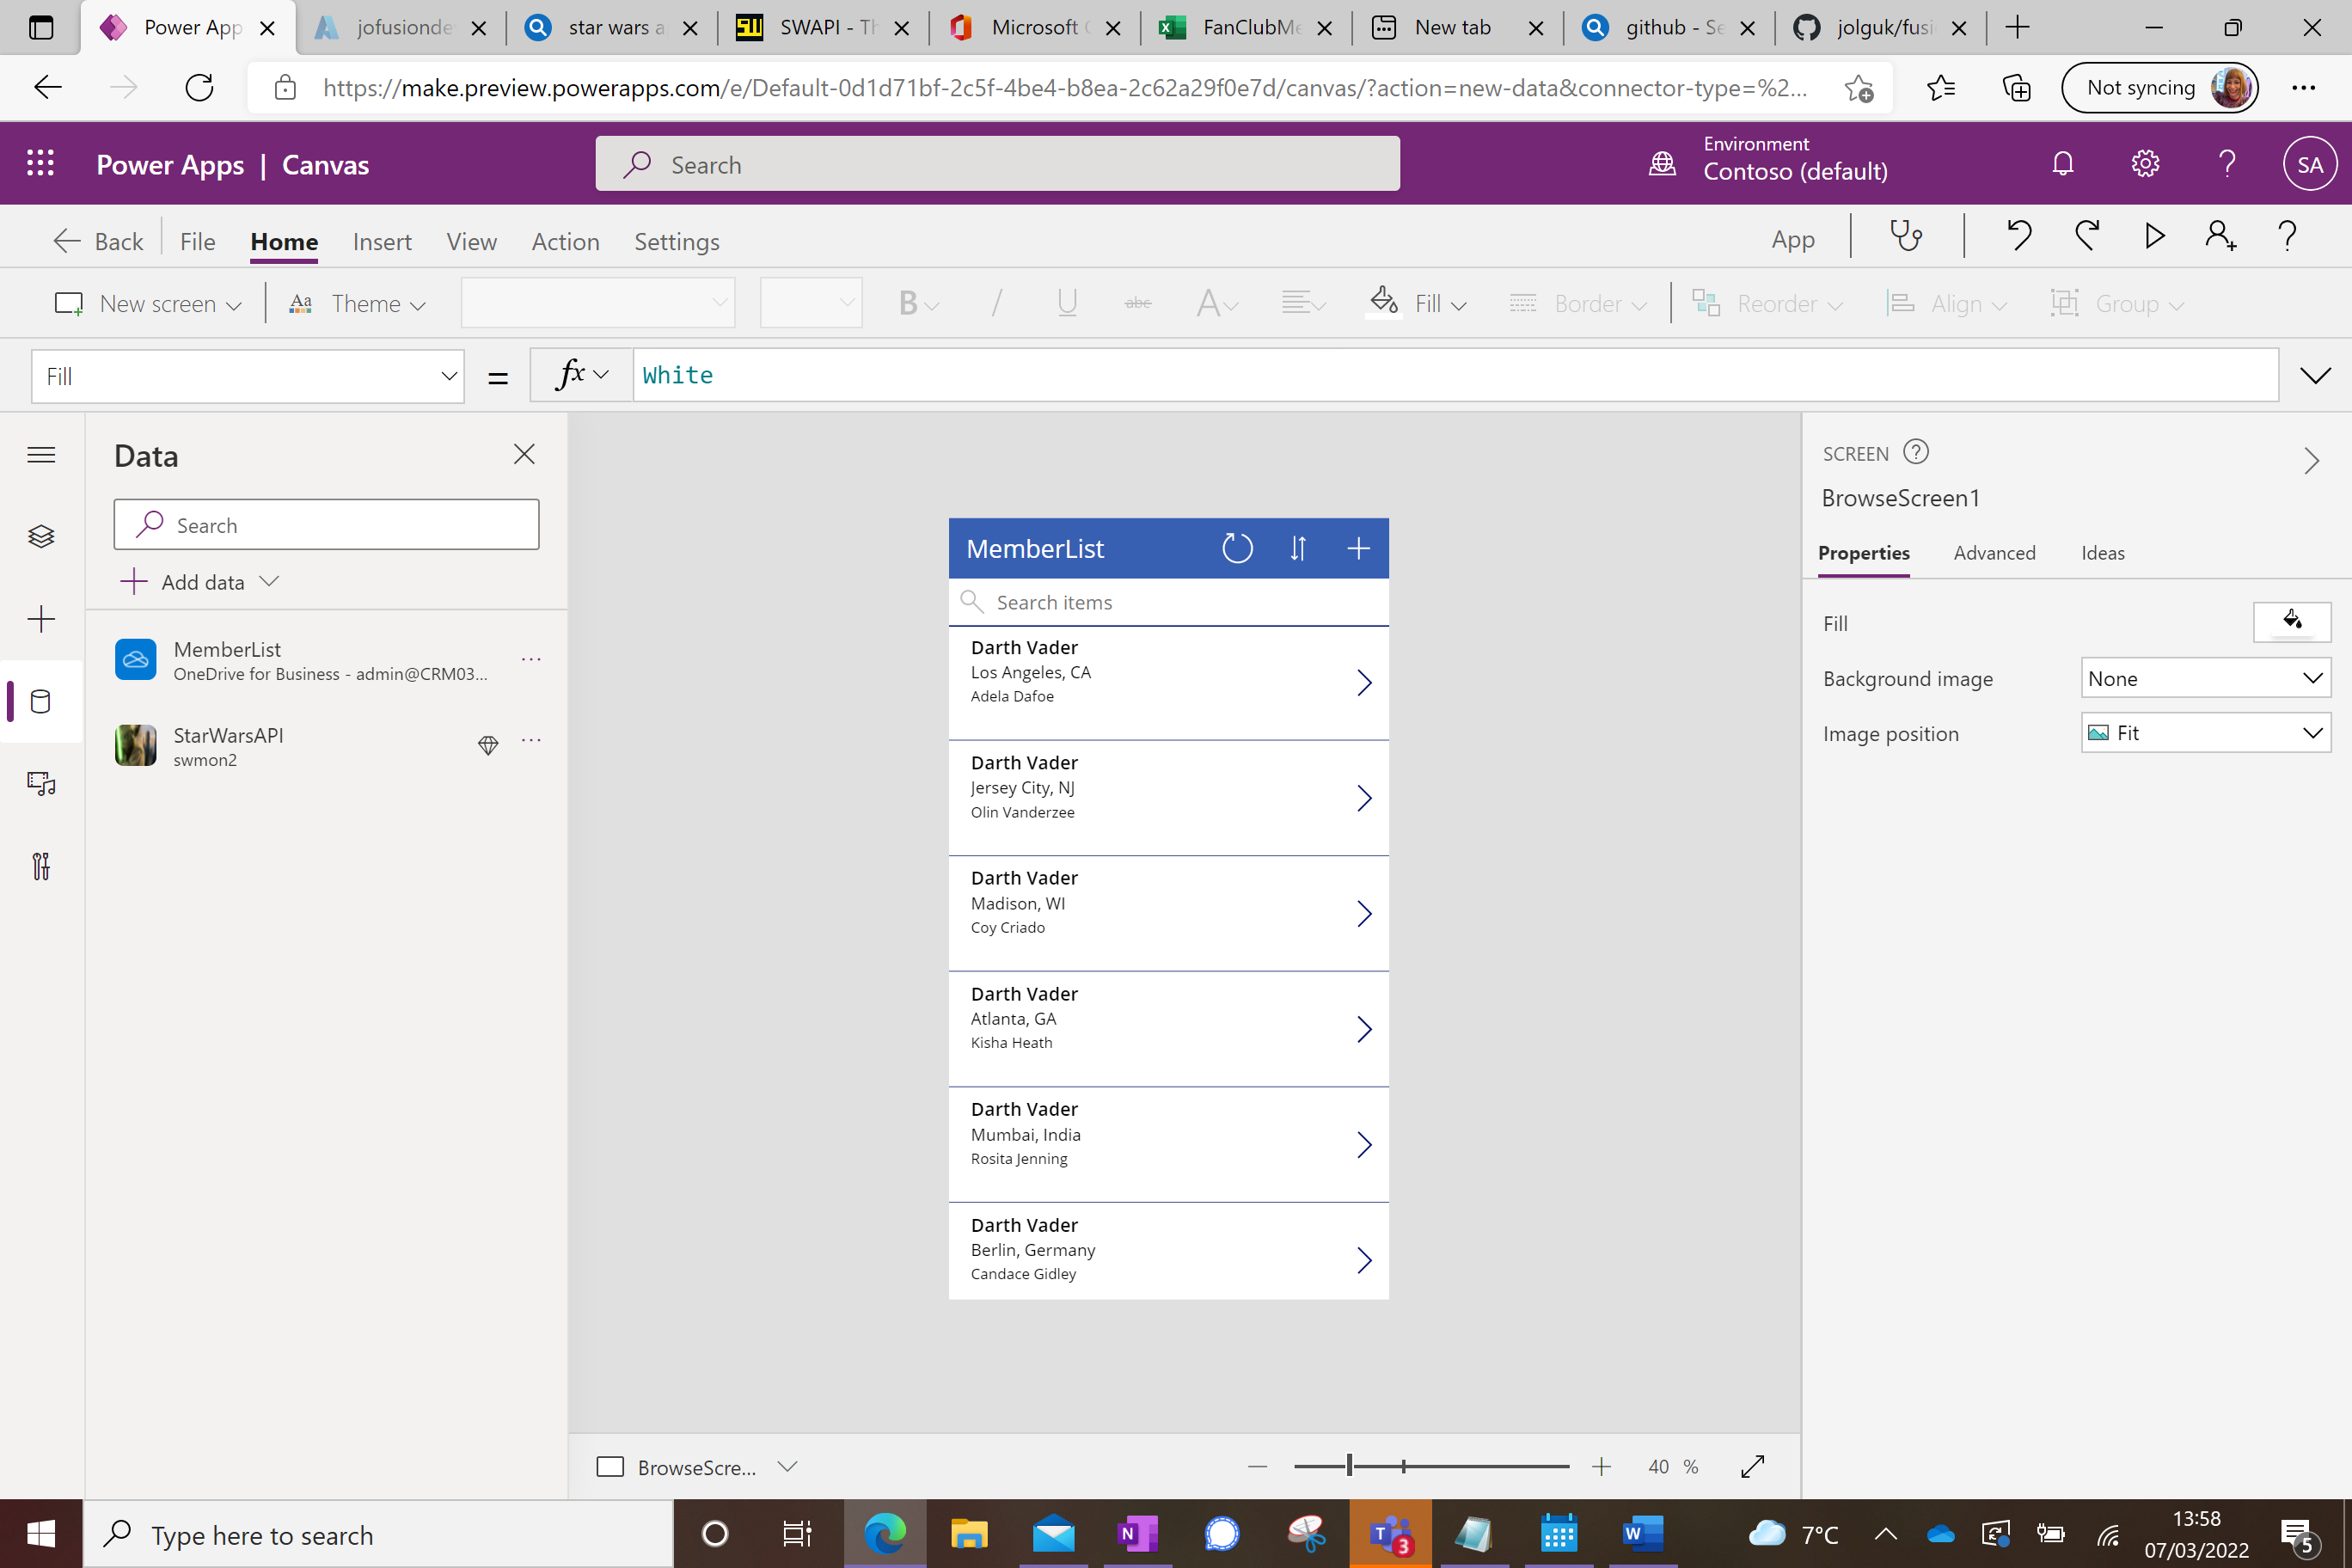 Power App
jofusionde
star wars a
SWAPI - Th
Microsoft
FanClubMe
New tab
github - Se
jolguk/fusi
https://make.preview.powerapps.com/e/Default-0d1d71bf-2c5f-4be4-b8ea-2c62a29f0e7d/canvas/?action=new-data&connector-type=%2...
Not syncing
Power Apps | Canvas
Search
Environment
Contoso (default)
SA
Back
File
Home
Insert
View
Action
Settings
App
New screen
Aa
Theme
B
/
U
abc
A
Fill
Border
Reorder
Align
Group
Fill
=
fx
White
Data
Search
Add data
MemberList
OneDrive for Business - admin@CRM03...
StarWarsAPI
swmon2
MemberList
Search items
Darth Vader
Los Angeles, CA
Adela Dafoe
Darth Vader
Jersey City, NJ
Olin Vanderzee
Darth Vader
Madison, WI
Coy Criado
Darth Vader
Atlanta, GA
Kisha Heath
Darth Vader
Mumbai, India
Rosita Jenning
Darth Vader
Berlin, Germany
Candace Gidley
SCREEN
BrowseScreen1
Properties
Advanced
Ideas
Fill
Background image
None
Image position
Fit
BrowseScre...
40 %
Type here to search
N
T
3
W
7°C
13:58
07/03/2022
5